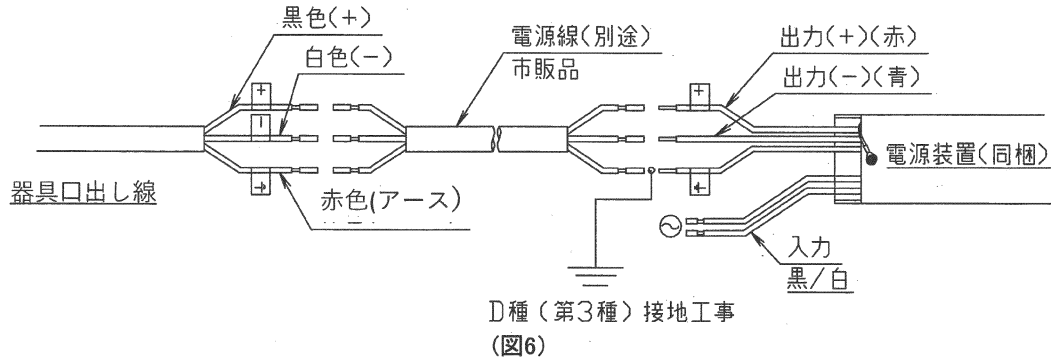 黒色(+)
白色(-)
電源線(別途)
市販品
出力(+)(赤)
出力(-)(青)
+
-
+
電源装置(同梱)
器具口出し線
赤色(アース)
入力
黒/白
D種(第3種)接地工事
(図6)